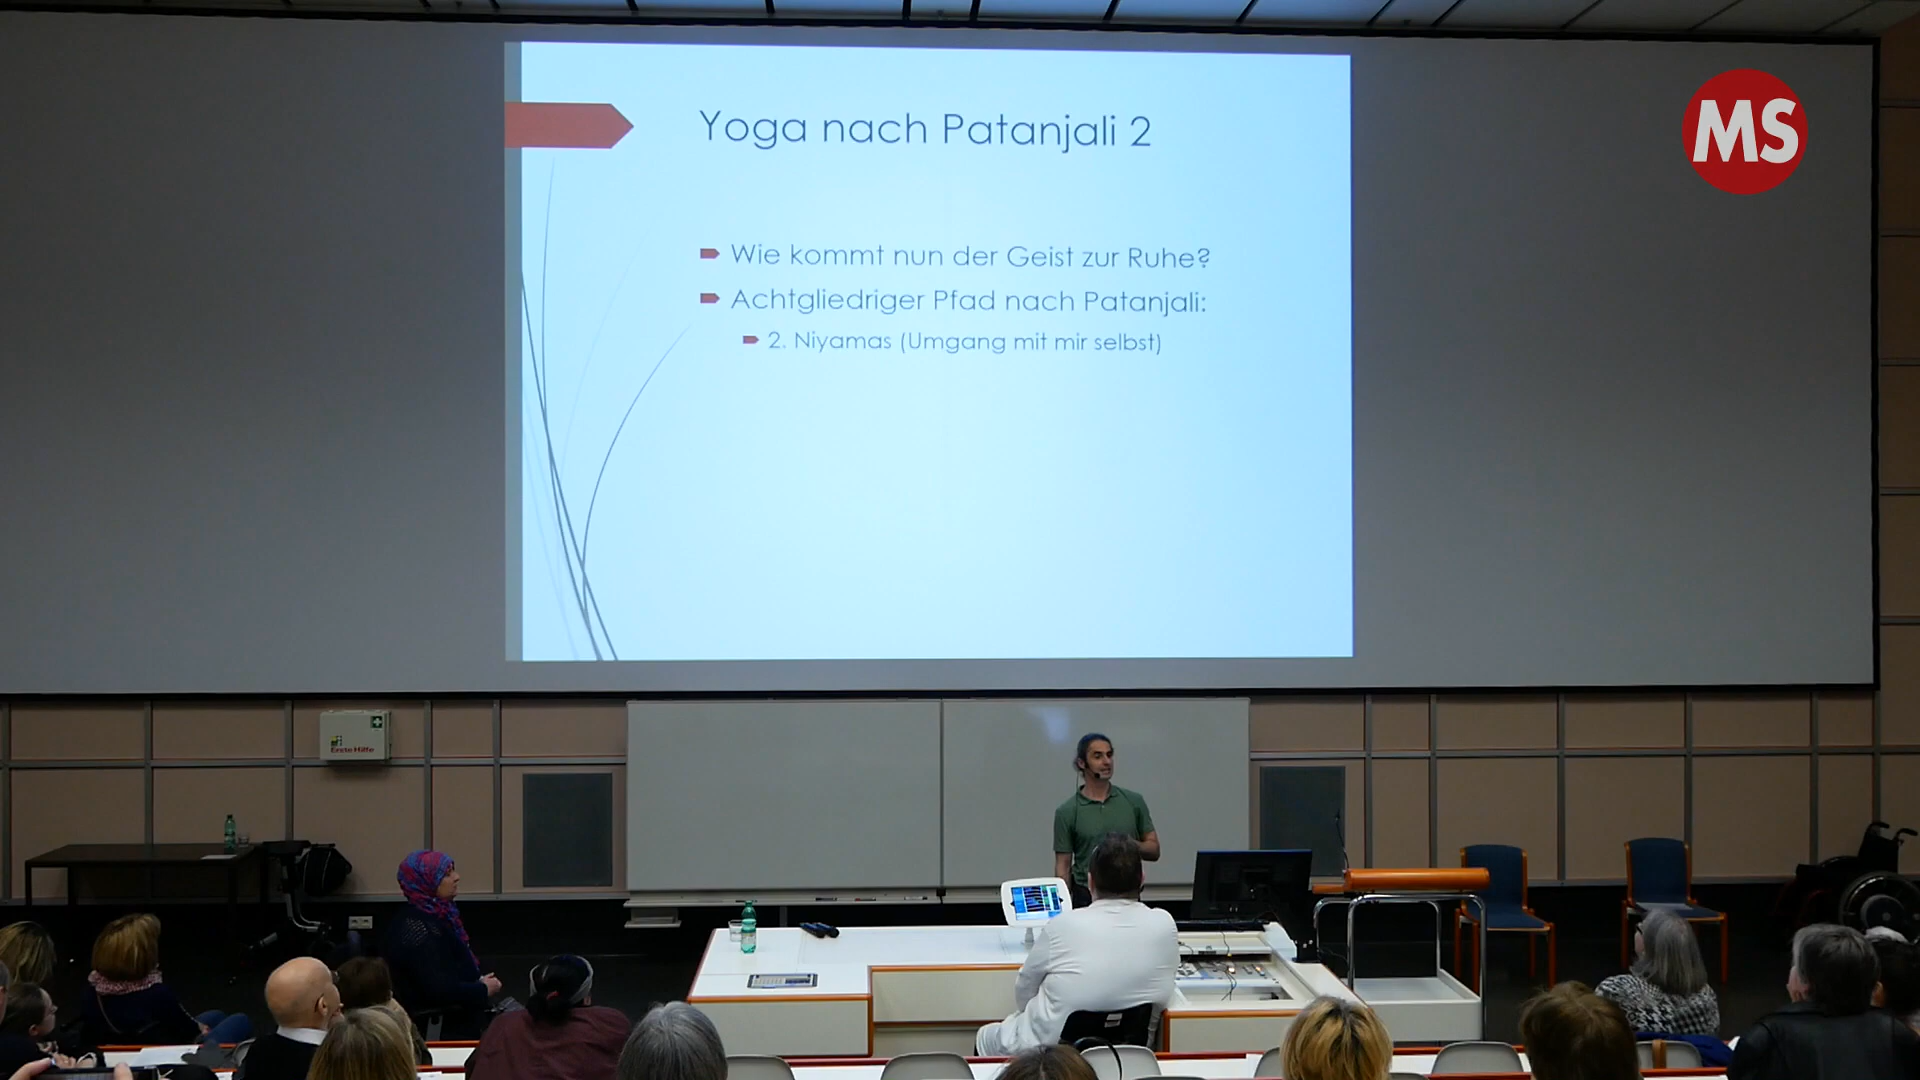 Yoga nach Patanjali 2
MS
Wie kommt nun der Geist zur Ruhe?
Achtgliedriger Pfad nach Patanjali:
2. Niyamas (Umgang mit mir selbst)
Erste Hilfe